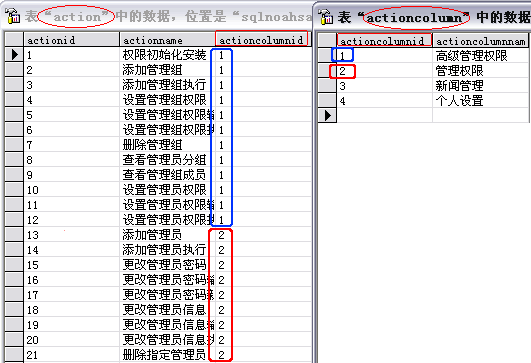 表“action”中的数据，位置是“sqlnoahsa
actionid actionname actioncolumnid
1 权限初始化安装 1
2 添加管理组 1
3 添加管理组执行 1
4 设置管理组权限 1
5 设置管理组权限 1
6 设置管理组权限 1
7 删除管理组 1
8 查看管理员分组 1
9 查看管理组成员 1
10 设置管理员权限 1
11 设置管理员权限 1
12 设置管理员权限 1
13 添加管理员 2
14 添加管理员执行 2
15 更改管理员密码 2
16 更改管理员密码 2
17 更改管理员密码 2
18 更改管理员信息 2
19 更改管理员信息 2
20 更改管理员信息 2
21 删除指定管理员 2
表“actioncolumn”中的数据
actioncolumnid actioncolumnnam
1 高级管理权限
2 管理权限
3 新闻管理
4 个人设置